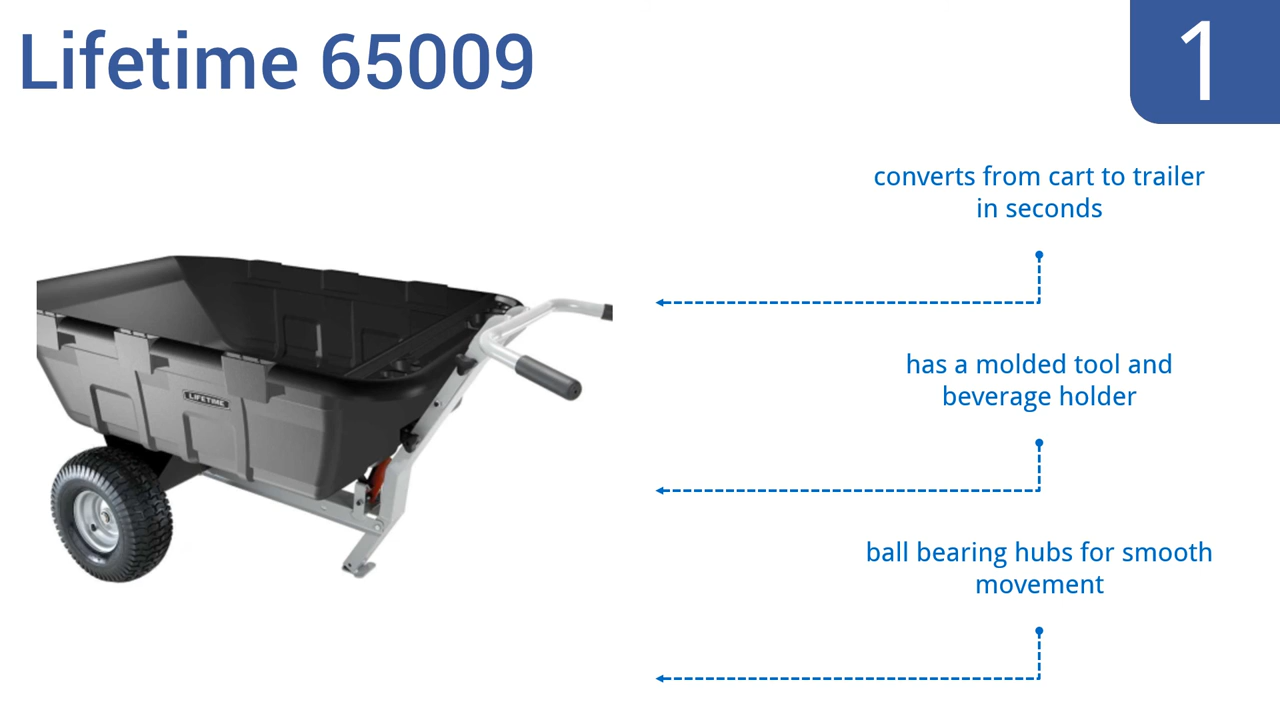 Lifetime 65009
1
converts from cart to trailer
in seconds
has a molded tool and
beverage holder
ball bearing hubs for smooth
movement
LIFETIME